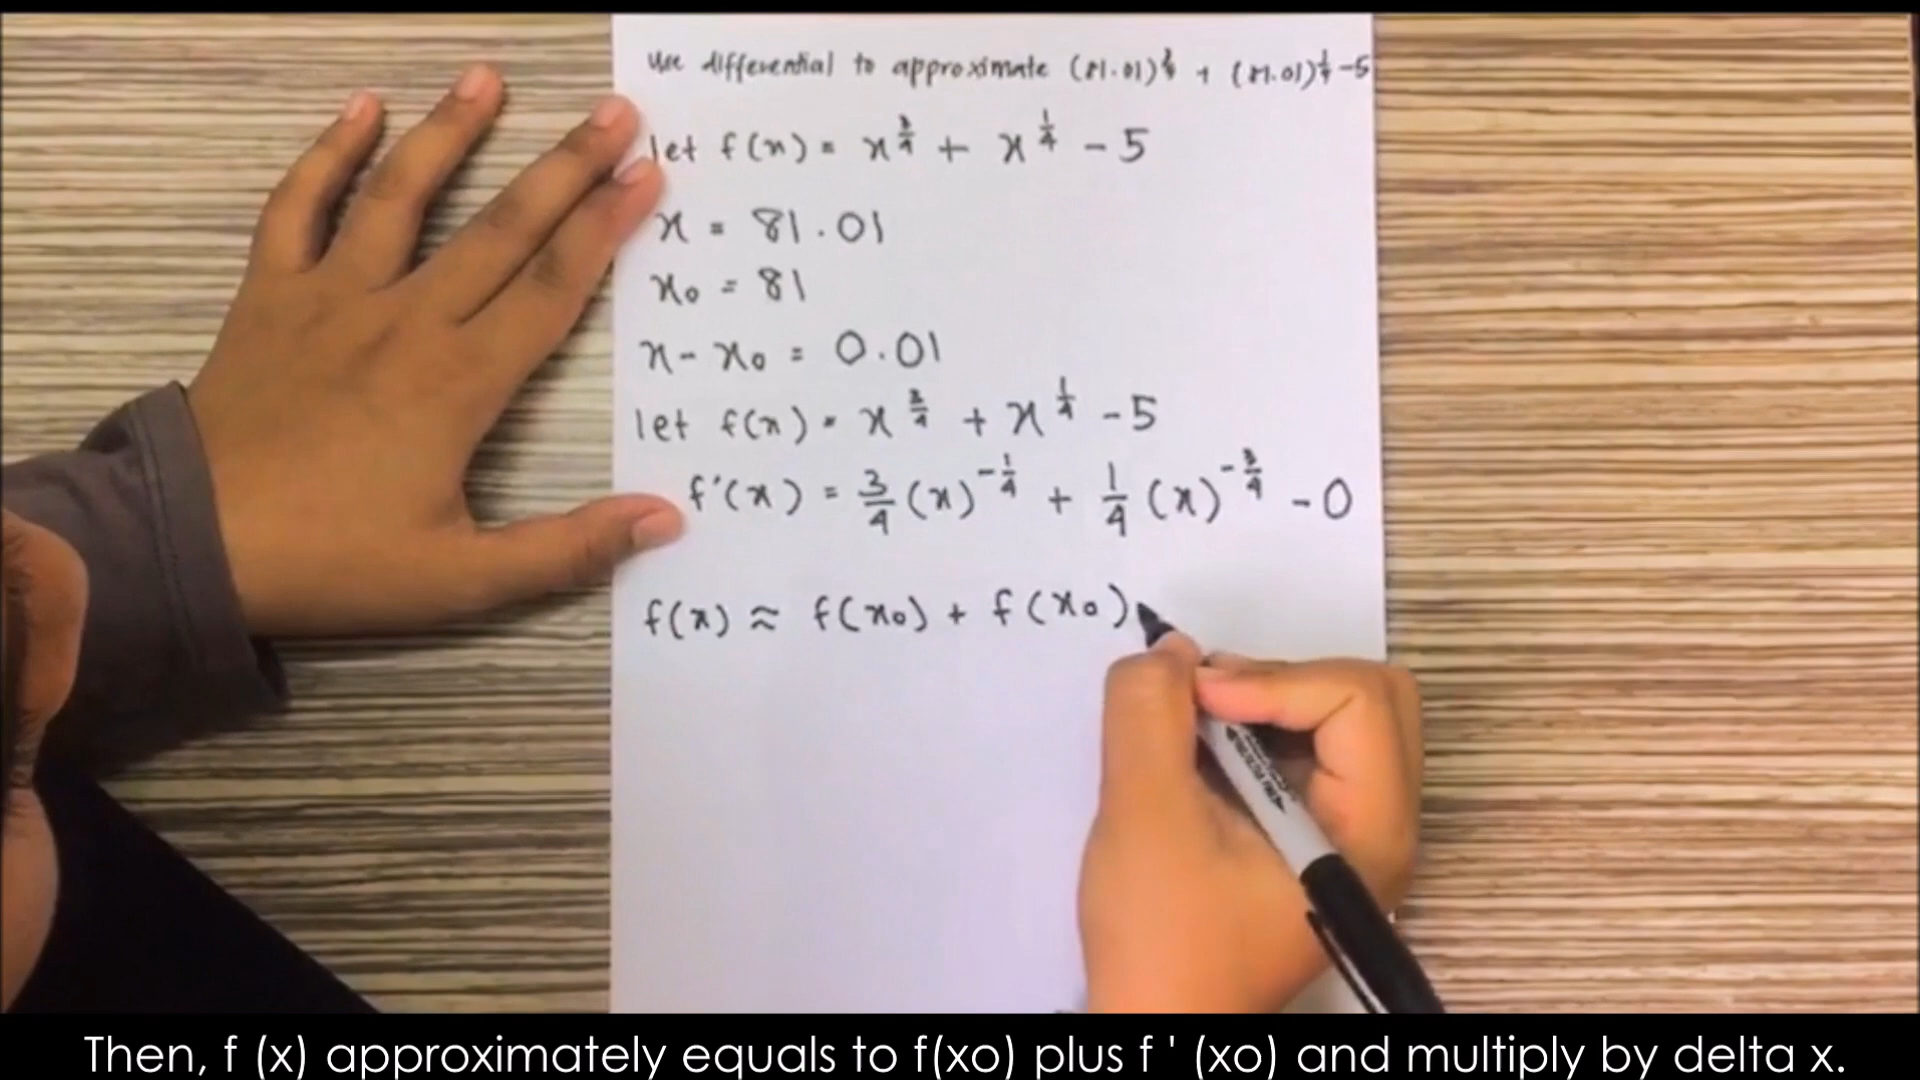 Use differential to approximate (81.01)^3/4 + (81.01)^1/4 - 5
let f(x) = x^3/4 + x^1/4 - 5
x = 81.01
x₀ = 81
x - x₀ = 0.01
let f(x) = x^3/4 + x^1/4 - 5
f'(x) = 3/4 (x)^-1/4 + 1/4 (x)^-3/4 - 0
f(x) ≈ f(x₀) + f(x₀)
Then, f (x) approximately equals to f(xo) plus f ' (xo) and multiply by delta x.